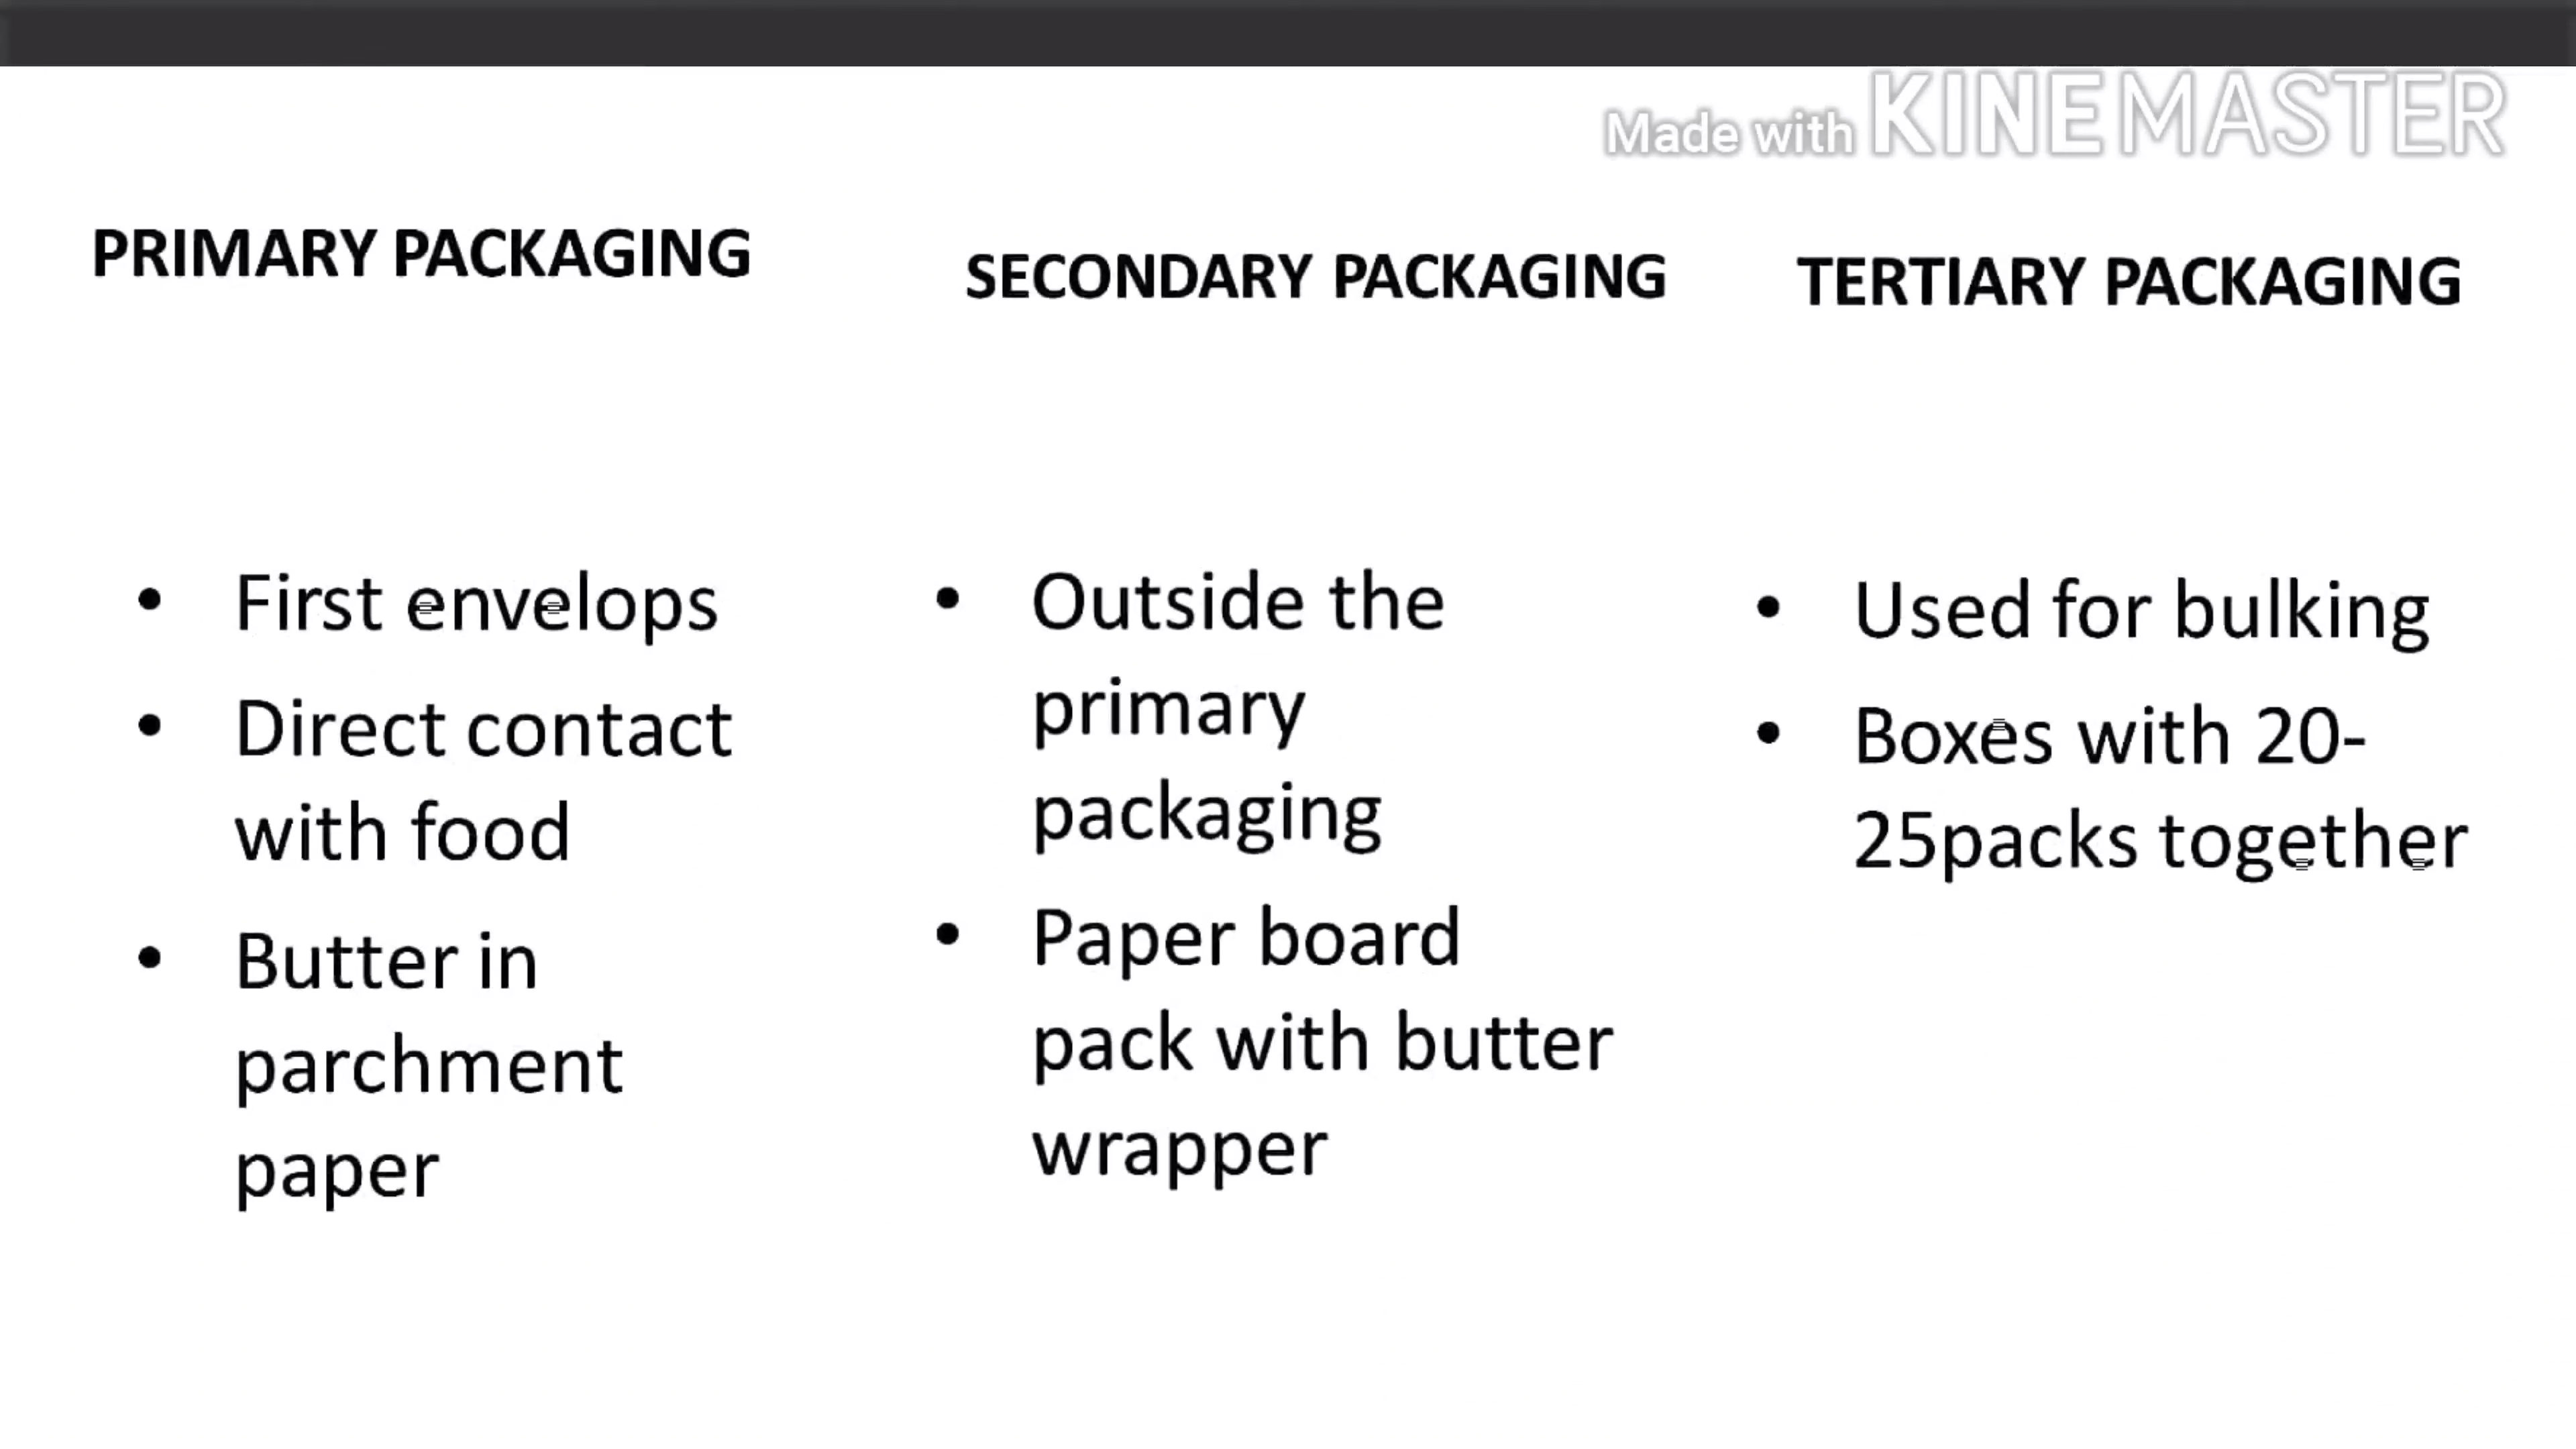 Made with KINEMASTER
PRIMARY PACKAGING
• First envelops
• Direct contact
with food
• Butter in
parchment
paper
SECONDARY PACKAGING
• Outside the
primary
packaging
• Paper board
pack with butter
wrapper
TERTIARY PACKAGING
• Used for bulking
• Boxes with 20-
25packs together